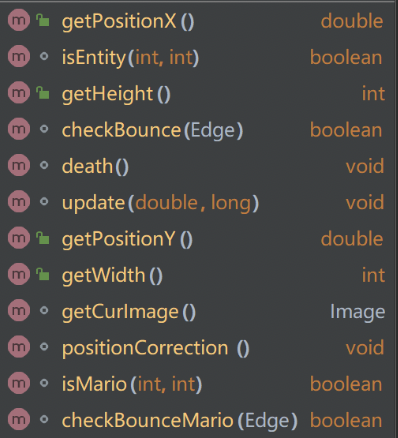 m getPositionX () double
m isEntity(int, int) boolean
m getHeight () int
m checkBounce(Edge) boolean
m death() void
m update(double, long) void
m getPositionY () double
m getWidth () int
m getCurImage () Image
m positionCorrection () void
m isMario(int, int) boolean
m checkBounceMario(Edge) boolean